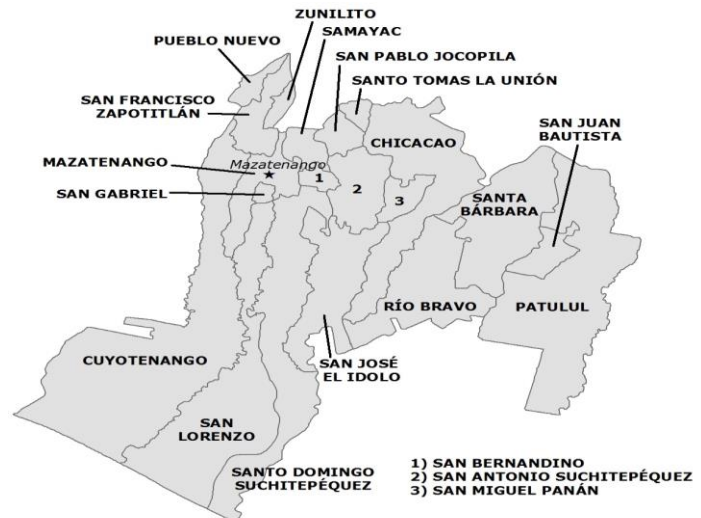 ZUNILITO
SAMAYAC
PUEBLO NUEVO
SAN PABLO JOCOPILA
SANTO TOMAS LA UNIÓN
SAN FRANCISCO
ZAPOTITLÁN
SAN JUAN
BAUTISTA
CHICACAO
MAZATENANGO
Mazatenango
1
2
3
SAN GABRIEL
SANTA
BÁRBARA
RÍO BRAVO
PATULUL
CUYOTENANGO
SAN JOSÉ
EL IDOLO
SAN
LORENZO
SANTO DOMINGO
SUCHITEPÉQUEZ
1) SAN BERNANDINO
2) SAN ANTONIO SUCHITEPÉQUEZ
3) SAN MIGUEL PANÁN